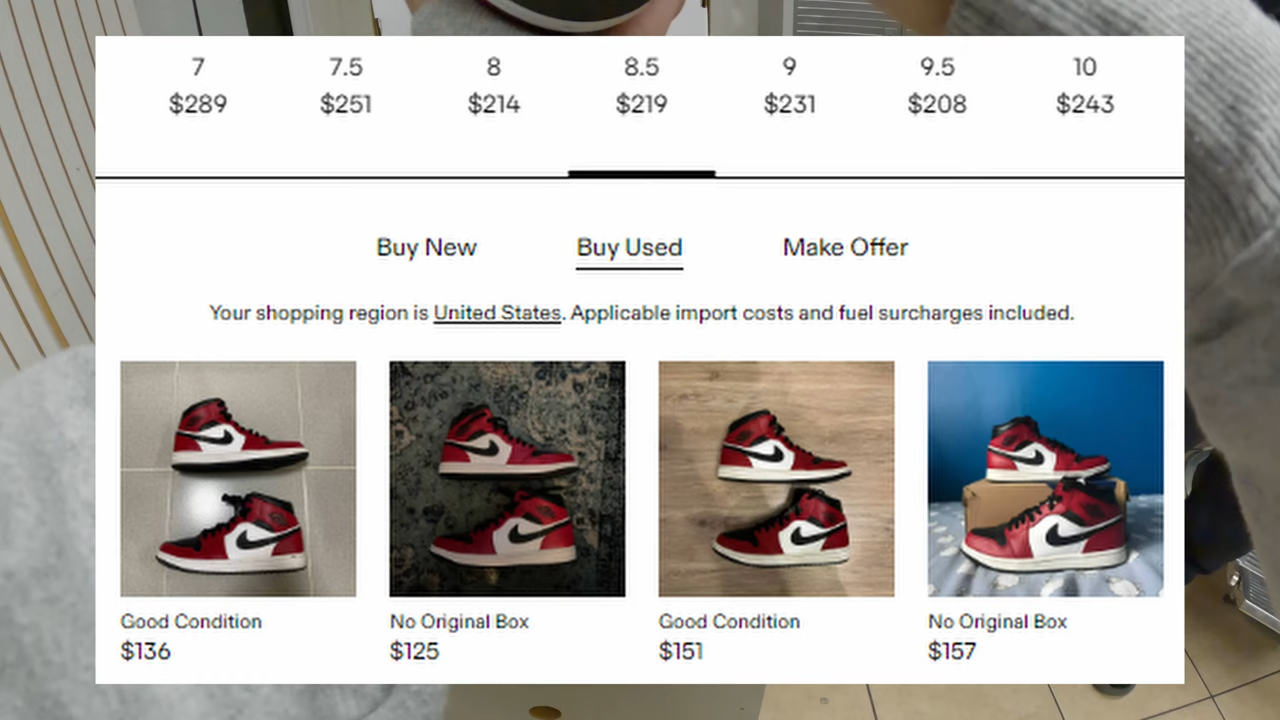 7 7.5 8 8.5 9 9.5 10
$289 $251 $214 $219 $231 $208 $243
Buy New Buy Used Make Offer
Your shopping region is United States. Applicable import costs and fuel surcharges included.
Good Condition No Original Box Good Condition No Original Box
$136 $125 $151 $157